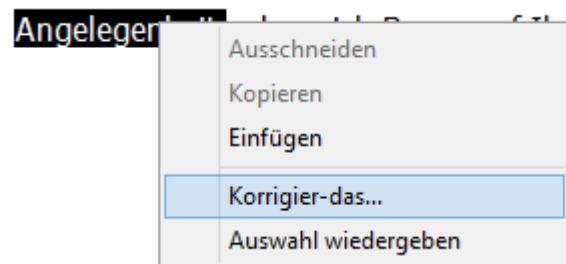 Angelegen
Ausschneiden
Kopieren
Einfügen
Korrigier-das...
Auswahl wiedergeben